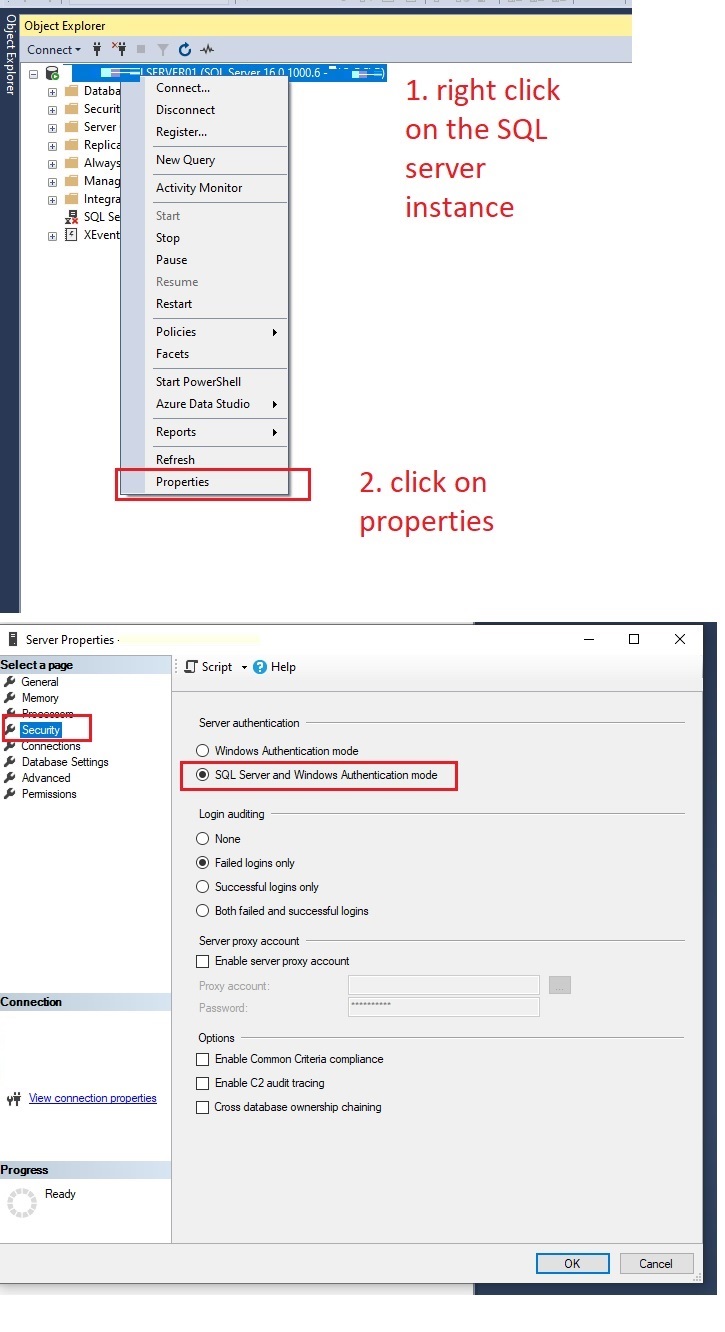 Object Explorer
Object Explorer
Connect
SERVER01 (SQL Server 16.0.1000.6 -
Databa
Securit
Server
Replica
Always
Manag
Integra
SQL Se
XEvent
Connect...
Disconnect
Register...
New Query
Activity Monitor
Start
Stop
Pause
Resume
Restart
Policies
Facets
Start PowerShell
Azure Data Studio
Reports
Refresh
Properties
1. right click
on the SQL
server
instance
2. click on
properties
Server Properties -
Select a page
General
Memory
Processors
Security
Connections
Database Settings
Advanced
Permissions
Connection
View connection properties
Progress
Ready
Script
Help
Server authentication
Windows Authentication mode
SQL Server and Windows Authentication mode
Login auditing
None
Failed logins only
Successful logins only
Both failed and successful logins
Server proxy account
Enable server proxy account
Proxy account:
...
Password:
**********
Options
Enable Common Criteria compliance
Enable C2 audit tracing
Cross database ownership chaining
OK
Cancel